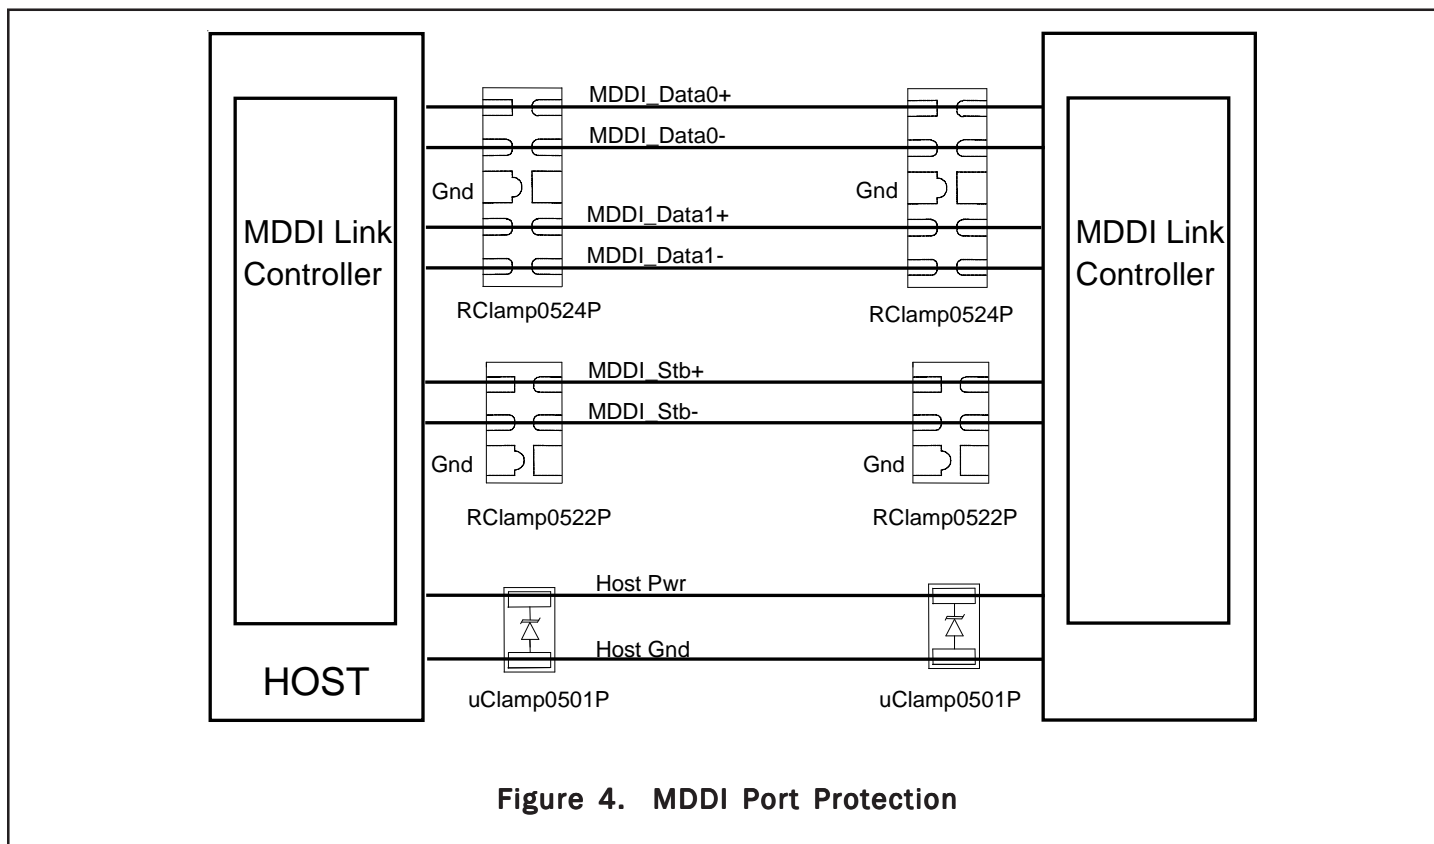 MDDI_Data0+
MDDI_Data0-
Gnd
Gnd
MDDI Link
Controller
MDDI_Data1+
MDDI_Data1-
MDDI Link
Controller
RClamp0524P
RClamp0524P
MDDI_Stb+
MDDI_Stb-
Gnd
Gnd
RClamp0522P
RClamp0522P
Host Pwr
Host Gnd
HOST
uClamp0501P
uClamp0501P
Figure 4. MDDI Port Protection